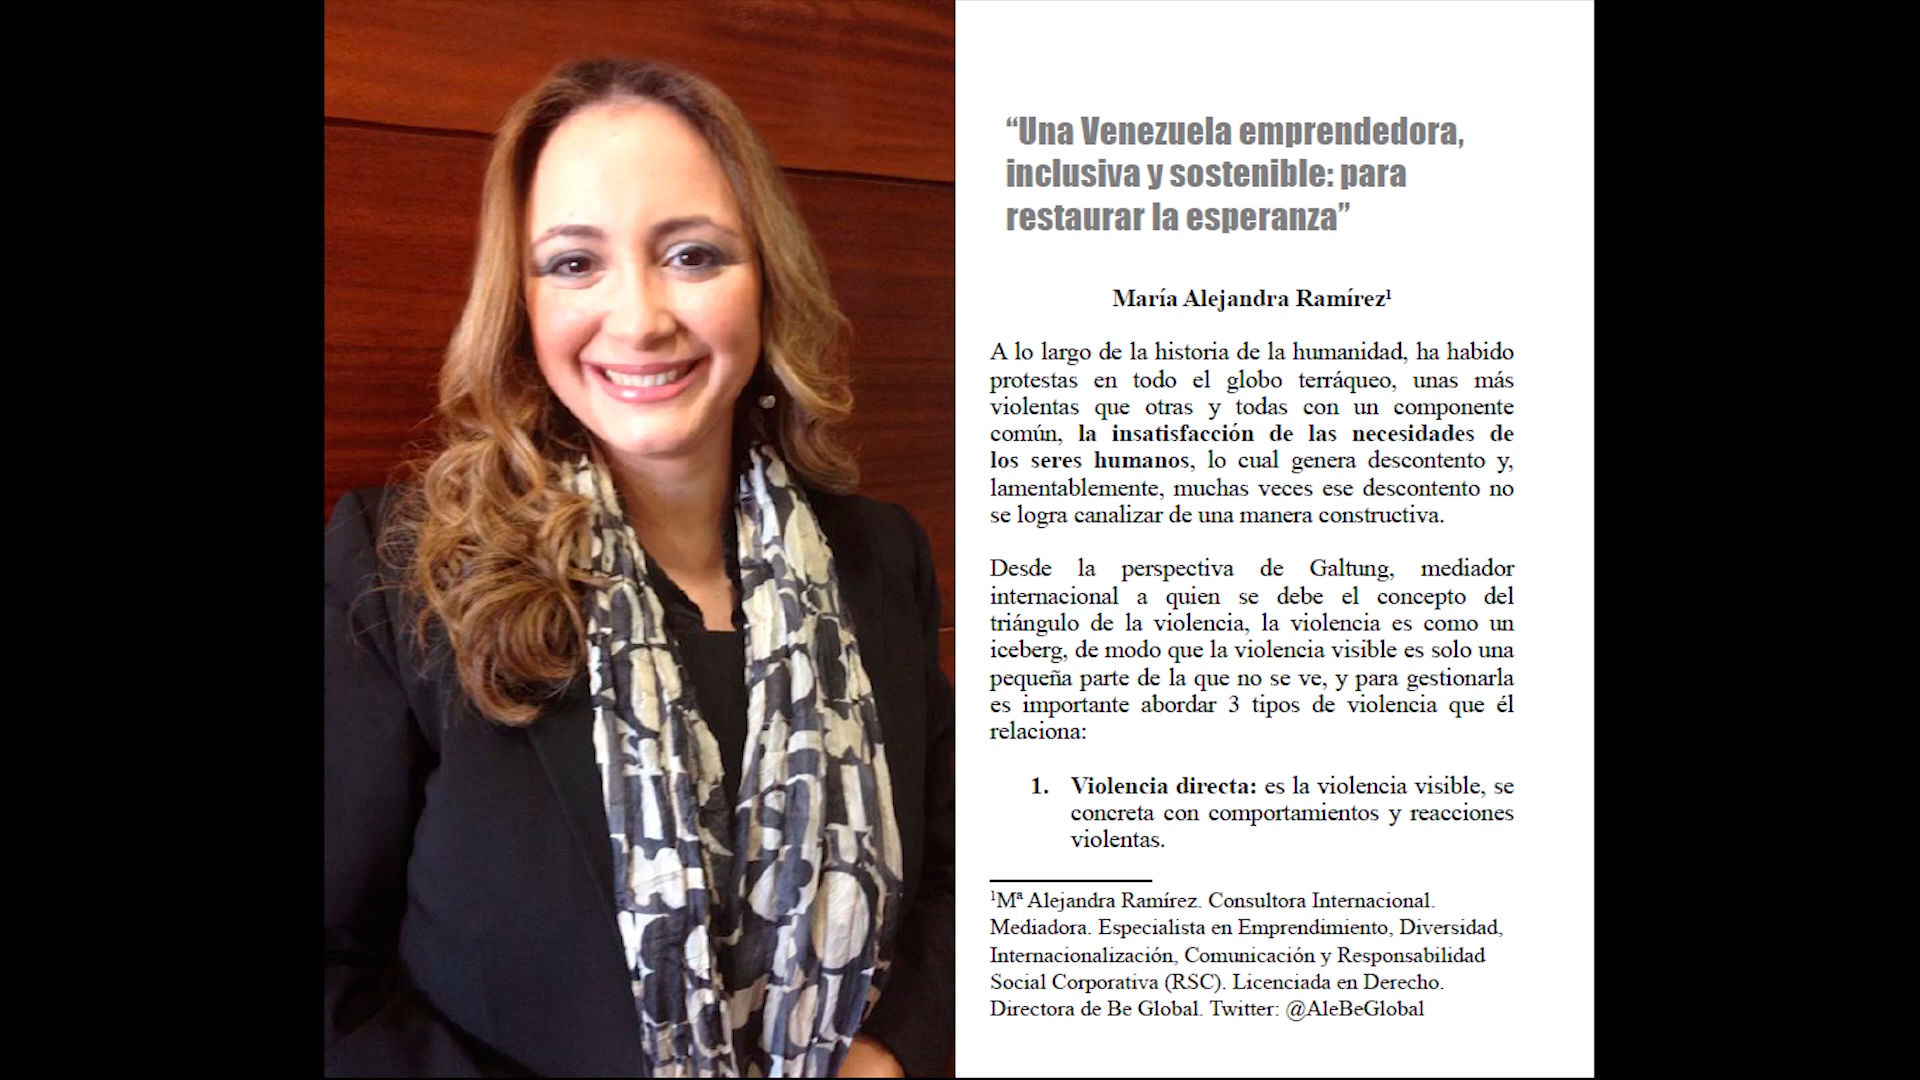 “Una Venezuela emprendedora,
inclusiva y sostenible: para
restaurar la esperanza”
María Alejandra Ramírez¹
A lo largo de la historia de la humanidad, ha habido
protestas en todo el globo terráqueo, unas más
violentas que otras y todas con un componente
común, la insatisfacción de las necesidades de
los seres humanos, lo cual genera descontento y,
lamentablemente, muchas veces ese descontento no
se logra canalizar de una manera constructiva.
Desde la perspectiva de Galtung, mediador
internacional a quien se debe el concepto del
triángulo de la violencia, la violencia es como un
iceberg, de modo que la violencia visible es solo una
pequeña parte de la que no se ve, y para gestionarla
es importante abordar 3 tipos de violencia que él
relaciona:
1. Violencia directa: es la violencia visible, se
concreta con comportamientos y reacciones
violentas.
¹Mª Alejandra Ramírez. Consultora Internacional.
Mediadora. Especialista en Emprendimiento, Diversidad,
Internacionalización, Comunicación y Responsabilidad
Social Corporativa (RSC). Licenciada en Derecho.
Directora de Be Global. Twitter: @AleBeGlobal